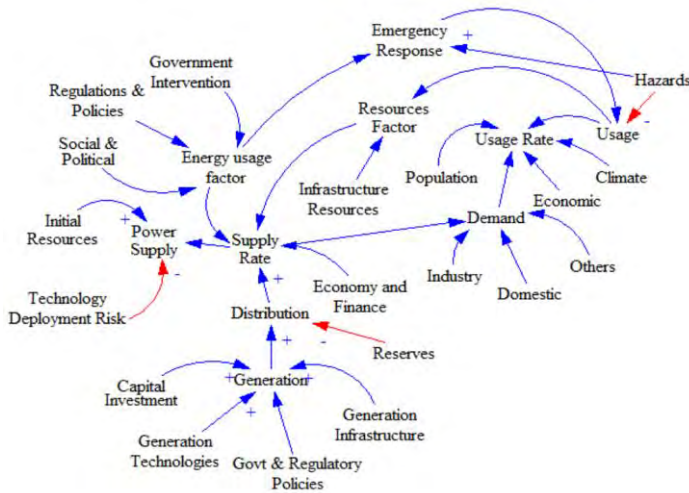 Emergency
Response
+
Government
Intervention
Hazards
Regulations &
Policies
Resources
Factor
Usage
-
Usage Rate
Social &
Political
Energy usage
factor
Population
Climate
Infrastructure
Resources
Economic
Initial
Resources
+
Power
Supply
Supply
Rate
Demand
-
+
Others
Industry
Economy and
Finance
Domestic
Technology
Deployment Risk
Distribution
+
-
Reserves
Capital
Investment
+
Generation
+
+
Generation
Infrastructure
Generation
Technologies
Govt & Regulatory
Policies